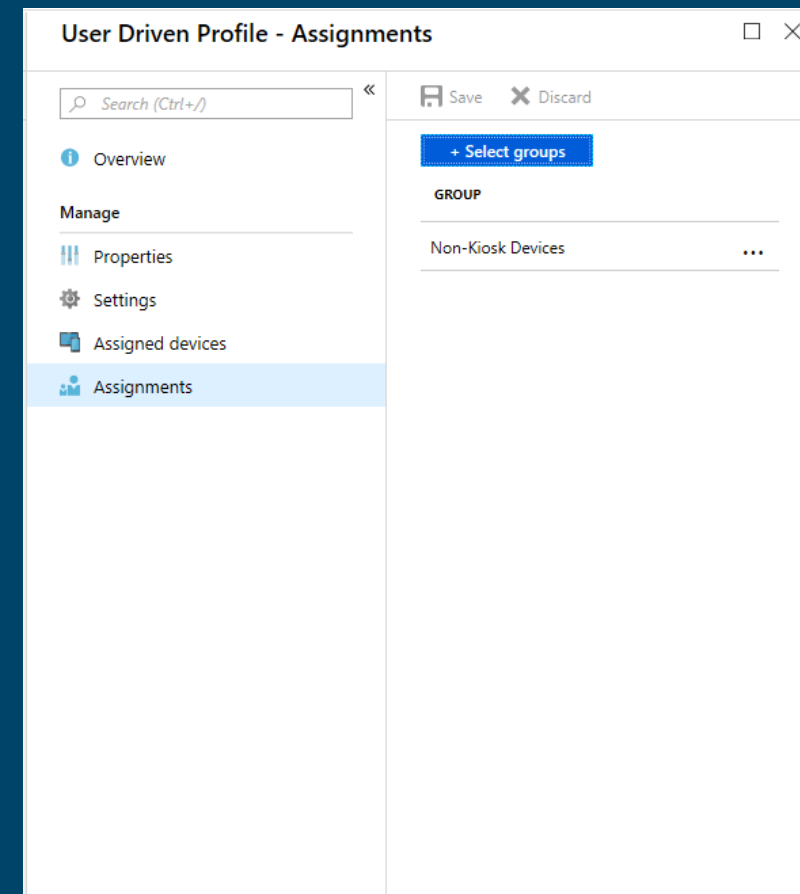 User Driven Profile - Assignments
Search (Ctrl+/)
Overview
Manage
Properties
Settings
Assigned devices
Assignments
Save Discard
+ Select groups
GROUP
Non-Kiosk Devices